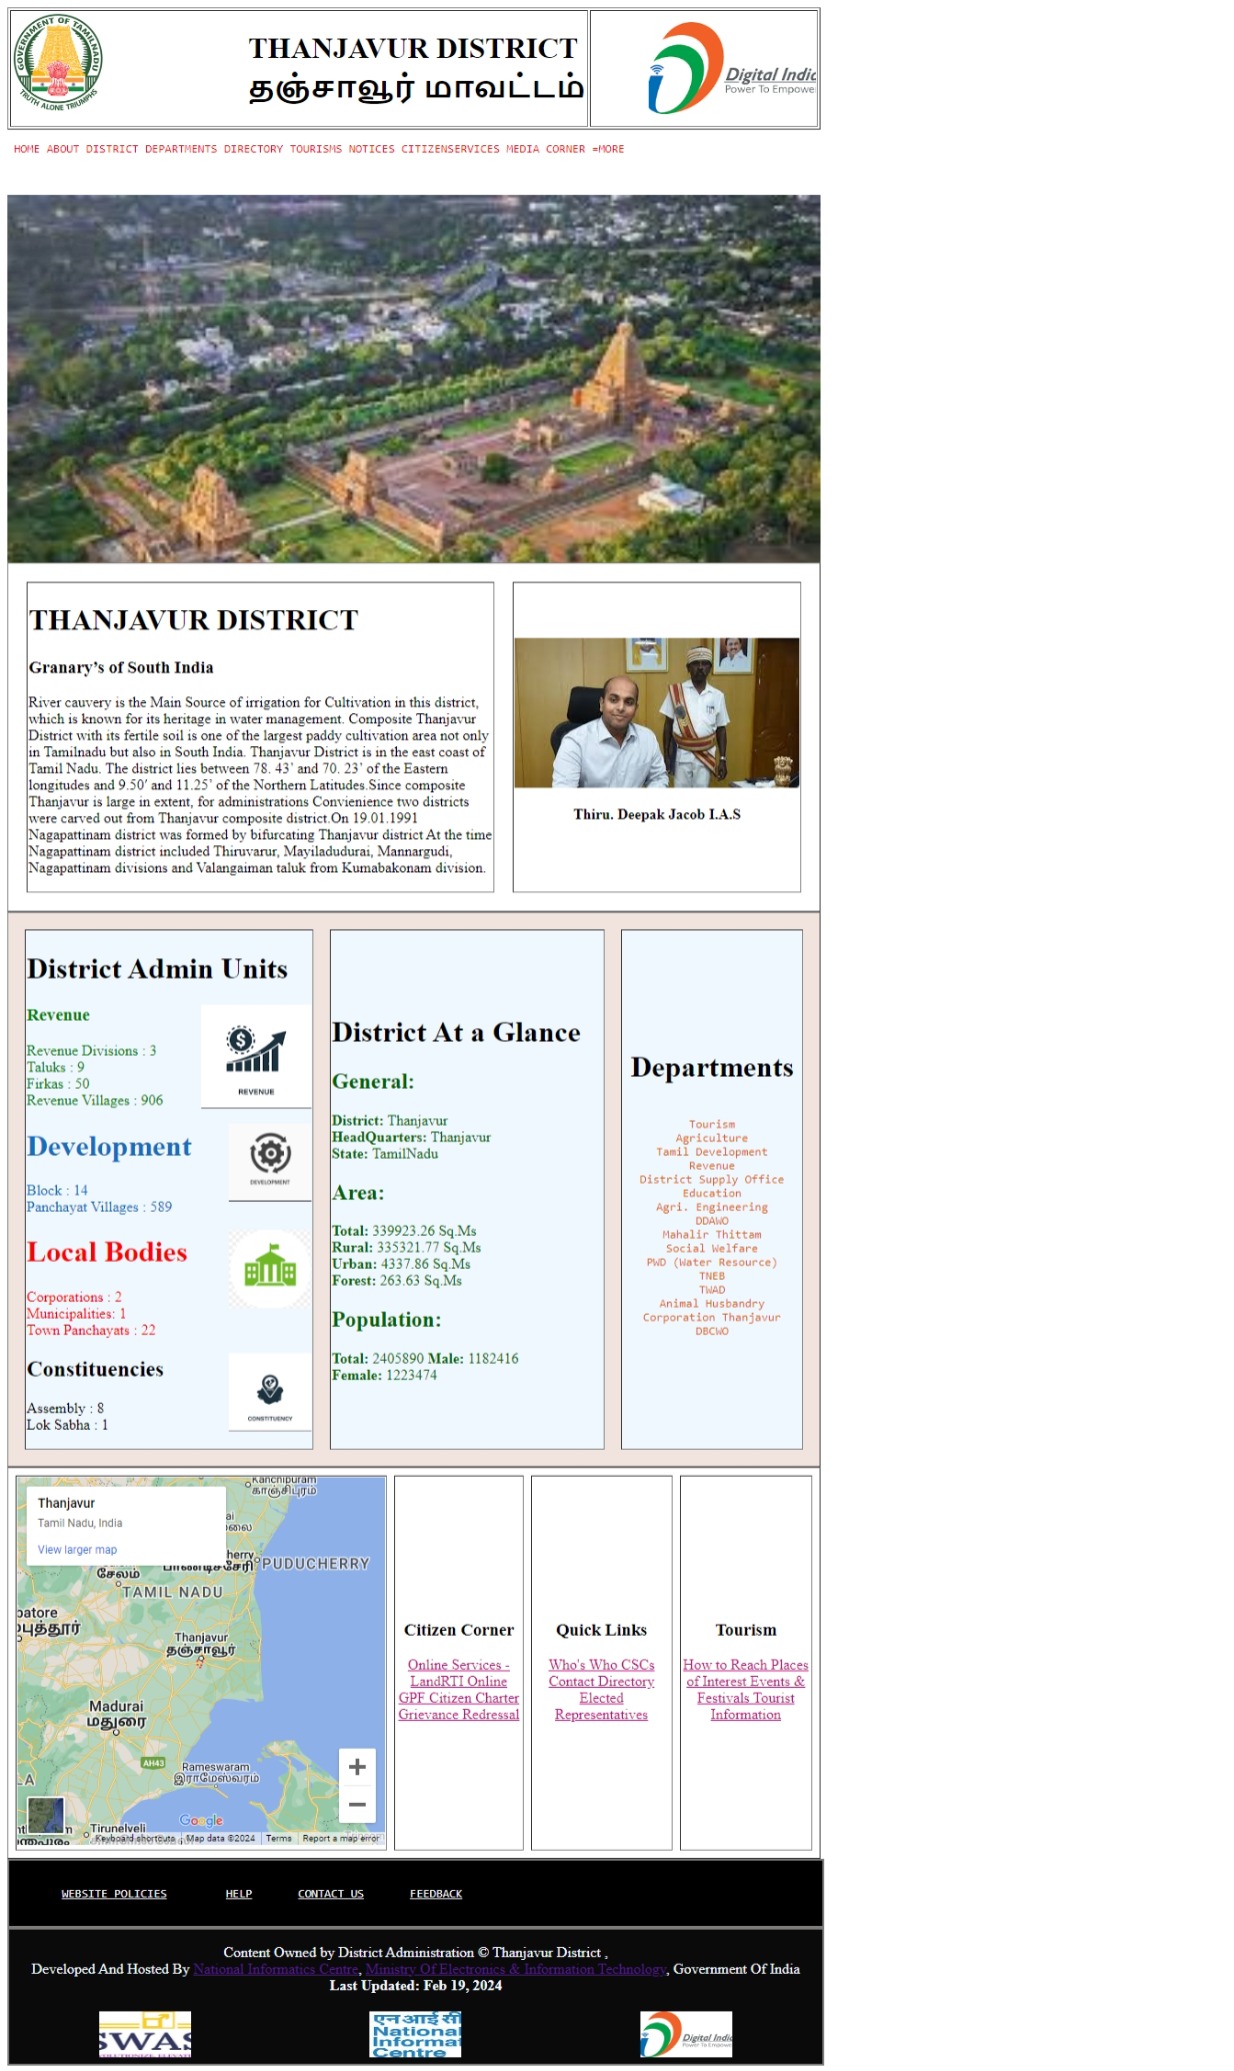 GOVERNMENT OF TAMILNADU
TRUTH ALONE TRIUMPHS
THANJAVUR DISTRICT
தஞ்சாவூர் மாவட்டம்
Digital Indic
Power To Empowe
HOME ABOUT DISTRICT DEPARTMENTS DIRECTORY TOURISMS NOTICES CITIZENSERVICES MEDIA CORNER =MORE
THANJAVUR DISTRICT
Granary’s of South India
River cauvery is the Main Source of irrigation for Cultivation in this district,
which is known for its heritage in water management. Composite Thanjavur
District with its fertile soil is one of the largest paddy cultivation area not only
in Tamilnadu but also in South India. Thanjavur District is in the east coast of
Tamil Nadu. The district lies between 78. 43’ and 70. 23’ of the Eastern
longitudes and 9.50′ and 11.25’ of the Northern Latitudes.Since composite
Thanjavur is large in extent, for administrations Convienience two districts
were carved out from Thanjavur composite district.On 19.01.1991
Nagapattinam district was formed by bifurcating Thanjavur district At the time
Nagapattinam district included Thiruvarur, Mayiladudurai, Mannargudi,
Nagapattinam divisions and Valangaiman taluk from Kumabakonam division.
Thiru. Deepak Jacob I.A.S
District Admin Units
Revenue
Revenue Divisions : 3
Taluks : 9
Firkas : 50
Revenue Villages : 906
REVENUE
Development
Block : 14
Panchayat Villages : 589
DEVELOPMENT
Local Bodies
Corporations : 2
Municipalities: 1
Town Panchayats : 22
Constituencies
Assembly : 8
Lok Sabha : 1
CONSTITUENCY
District At a Glance
General:
District: Thanjavur
HeadQuarters: Thanjavur
State: TamilNadu
Area:
Total: 339923.26 Sq.Ms
Rural: 335321.77 Sq.Ms
Urban: 4337.86 Sq.Ms
Forest: 263.63 Sq.Ms
Population:
Total: 2405890 Male: 1182416
Female: 1223474
Departments
Tourism
Agriculture
Tamil Development
Revenue
District Supply Office
Education
Agri. Engineering
DDAWO
Mahalir Thittam
Social Welfare
PWD (Water Resource)
TNEB
TWAD
Animal Husbandry
Corporation Thanjavur
DBCWO
Kanchipuram
காஞ்சிபுரம்
Thanjavur
Tamil Nadu, India
View larger map
herry
PUDUCHERRY
சேலம்
TAMIL NADU
patore
புத்தூர்
Thanjavur
தஞ்சாவூர்
Madurai
மதுரை
AH43
Rameswaram
இராமேஸ்வரம்
LA
Google
Tirunelveli
Keyboard shortcuts Map data ©2024 Terms Report a map error
Citizen Corner
Online Services -
LandRTI Online
GPF Citizen Charter
Grievance Redressal
Quick Links
Who's Who CSCs
Contact Directory
Elected
Representatives
Tourism
How to Reach Places
of Interest Events &
Festivals Tourist
Information
WEBSITE POLICIES HELP CONTACT US FEEDBACK
Content Owned by District Administration © Thanjavur District ,
Developed And Hosted By National Informatics Centre, Ministry Of Electronics & Information Technology, Government Of India
Last Updated: Feb 19, 2024
SWAS
एन आई सी
National
Informat
Centre
Digital Indic
Power To Empowe